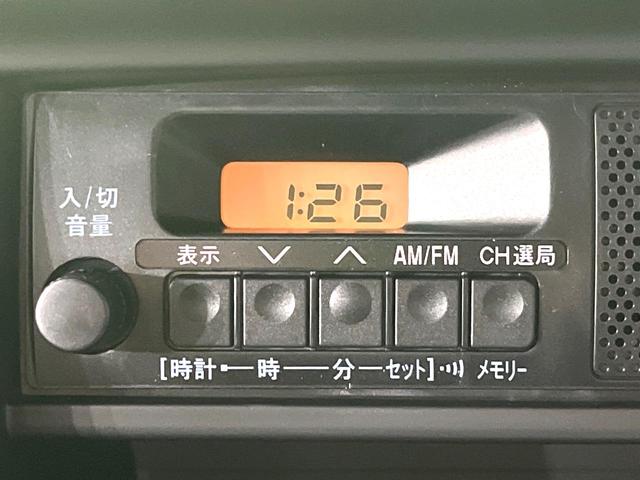 1:26
入/切
音量
表示 ∨ ∧ AM/FM CH選局
[時計 時 分 セット] メモリー